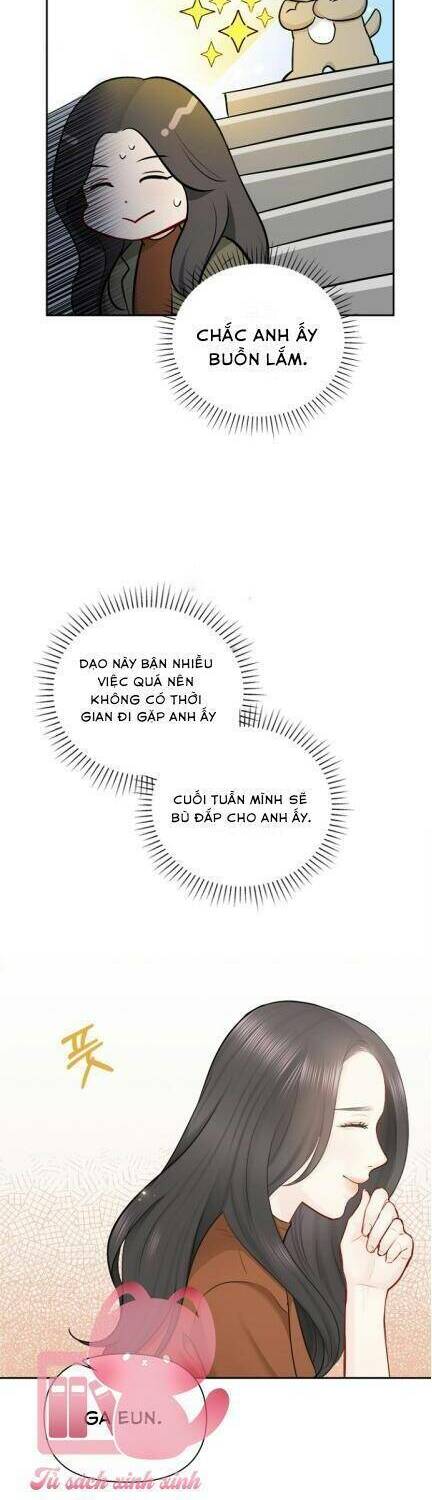 CHẮC ANH ẤY
BUỒN LẮM.
DẠO NÀY BẬN NHIỀU
VIỆC QUÁ NÊN
KHÔNG CÓ THỜI
GIAN ĐI GẶP ANH ẤY
CUỐI TUẦN MÌNH SẼ
BÙ ĐẮP CHO ANH ẤY.
풋
GA EUN.
Tủ sách xinh xinh